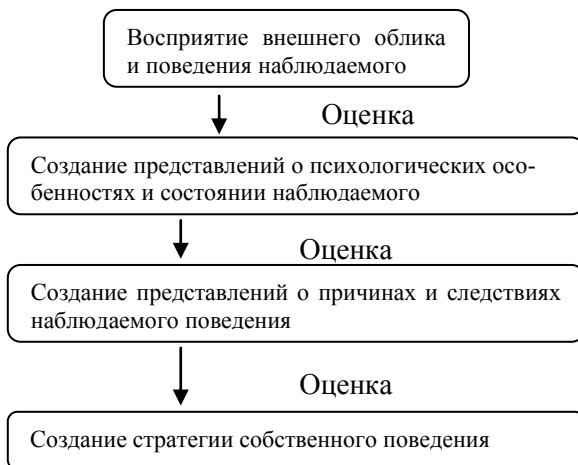 Восприятие внешнего облика
и поведения наблюдаемого
Оценка
Создание представлений о психологических осо-
бенностях и состоянии наблюдаемого
Оценка
Создание представлений о причинах и следствиях
наблюдаемого поведения
Оценка
Создание стратегии собственного поведения